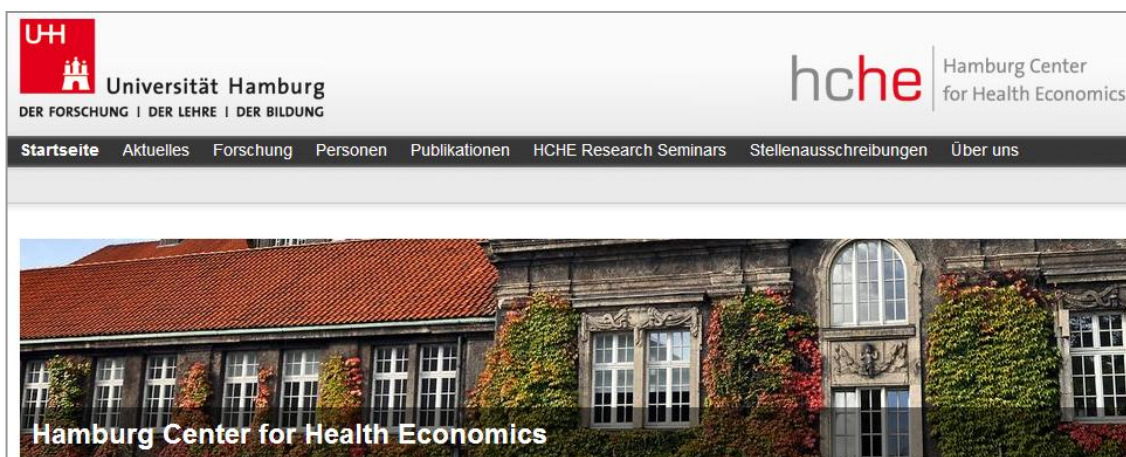 UHH
Universität Hamburg
DER FORSCHUNG | DER LEHRE | DER BILDUNG
hche
Hamburg Center
for Health Economics
Startseite Aktuelles Forschung Personen Publikationen HCHE Research Seminars Stellenausschreibungen Über uns
Hamburg Center for Health Economics